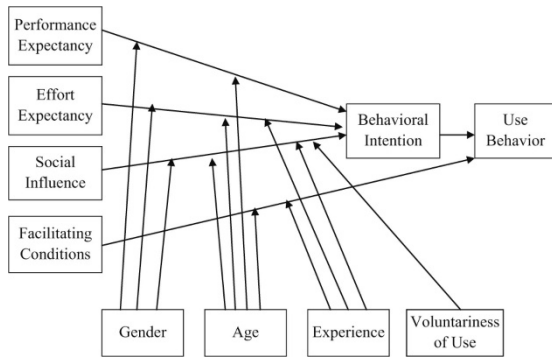 Performance
Expectancy
Effort
Expectancy
Social
Influence
Facilitating
Conditions
Behavioral
Intention
Use
Behavior
Gender
Age
Experience
Voluntariness
of Use